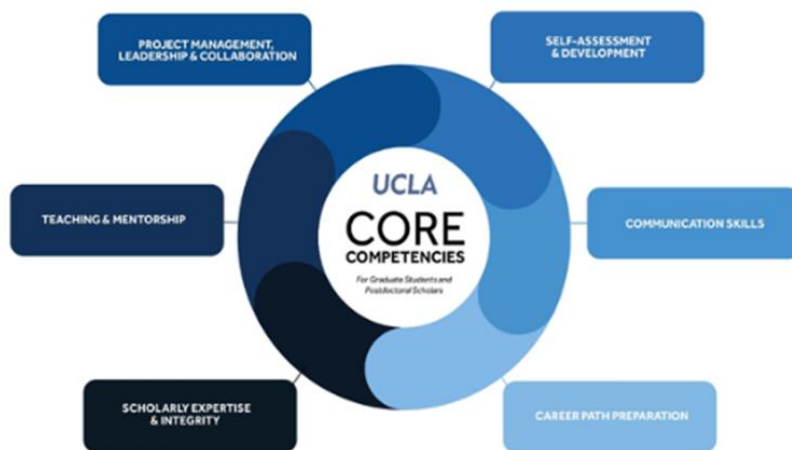 PROJECT MANAGEMENT,
LEADERSHIP & COLLABORATION
SELF-ASSESSMENT
& DEVELOPMENT
TEACHING & MENTORSHIP
UCLA
CORE
COMPETENCIES
For Graduate Students and
Postdoctoral Scholars
COMMUNICATION SKILLS
SCHOLARLY EXPERTISE
& INTEGRITY
CAREER PATH PREPARATION